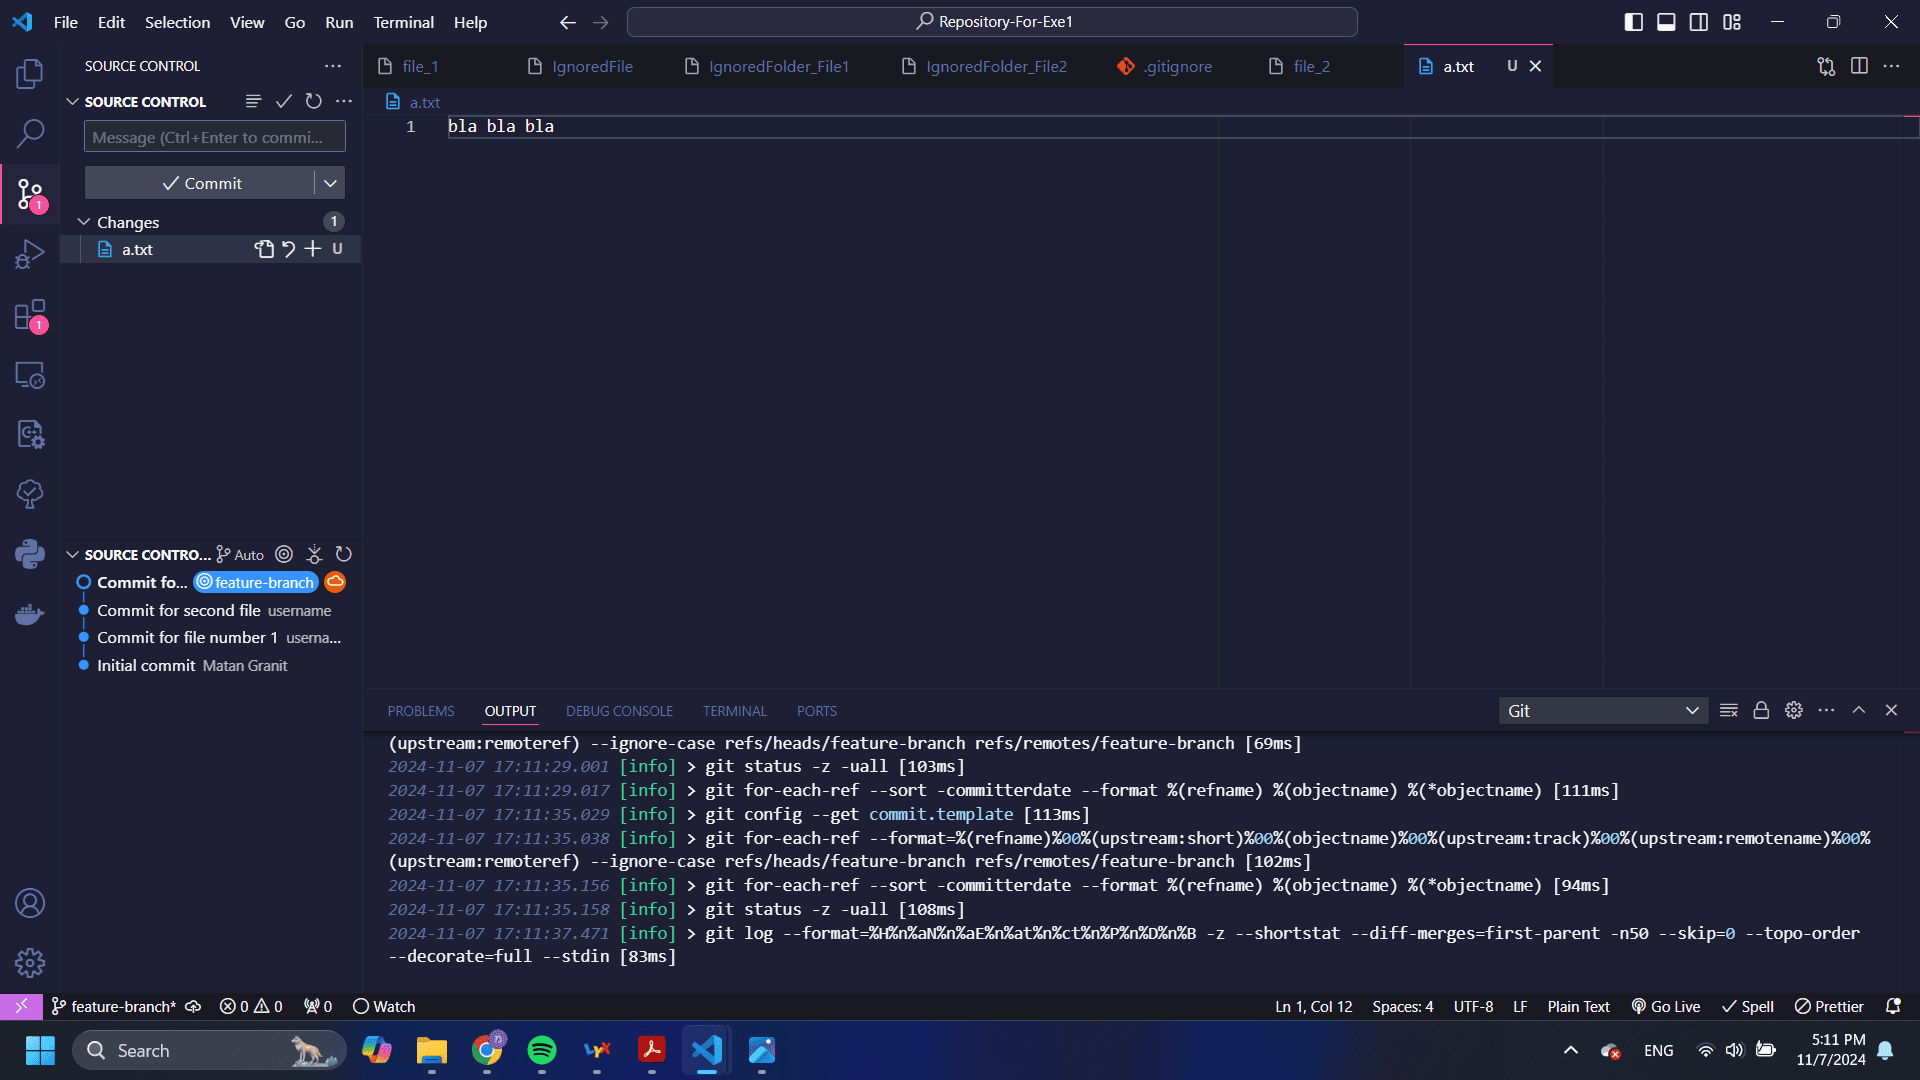 File Edit Selection View Go Run Terminal Help
Repository-For-Exe1
SOURCE CONTROL
SOURCE CONTROL
Message (Ctrl+Enter to commi...
Commit
Changes 1
a.txt U
1
1
SOURCE CONTRO... Auto
Commit fo... feature-branch
Commit for second file username
Commit for file number 1 userna...
Initial commit Matan Granit
file_1 IgnoredFile IgnoredFolder_File1 IgnoredFolder_File2 .gitignore file_2 a.txt U
a.txt
1 bla bla bla
PROBLEMS OUTPUT DEBUG CONSOLE TERMINAL PORTS Git
(upstream:remoteref) --ignore-case refs/heads/feature-branch refs/remotes/feature-branch [69ms]
2024-11-07 17:11:29.001 [info] > git status -z -uall [103ms]
2024-11-07 17:11:29.017 [info] > git for-each-ref --sort -committerdate --format %(refname) %(objectname) %(*objectname) [111ms]
2024-11-07 17:11:35.029 [info] > git config --get commit.template [113ms]
2024-11-07 17:11:35.038 [info] > git for-each-ref --format=%(refname)%00%(upstream:short)%00%(objectname)%00%(upstream:track)%00%(upstream:remotename)%00%
(upstream:remoteref) --ignore-case refs/heads/feature-branch refs/remotes/feature-branch [102ms]
2024-11-07 17:11:35.156 [info] > git for-each-ref --sort -committerdate --format %(refname) %(objectname) %(*objectname) [94ms]
2024-11-07 17:11:35.158 [info] > git status -z -uall [108ms]
2024-11-07 17:11:37.471 [info] > git log --format=%H%n%aN%n%aE%n%at%n%ct%n%P%n%D%n%B -z --shortstat --diff-merges=first-parent -n50 --skip=0 --topo-order
--decorate=full --stdin [83ms]
feature-branch* 0 0 0 Watch Ln 1, Col 12 Spaces: 4 UTF-8 LF Plain Text Go Live Spell Prettier
Search ENG 5:11 PM
11/7/2024